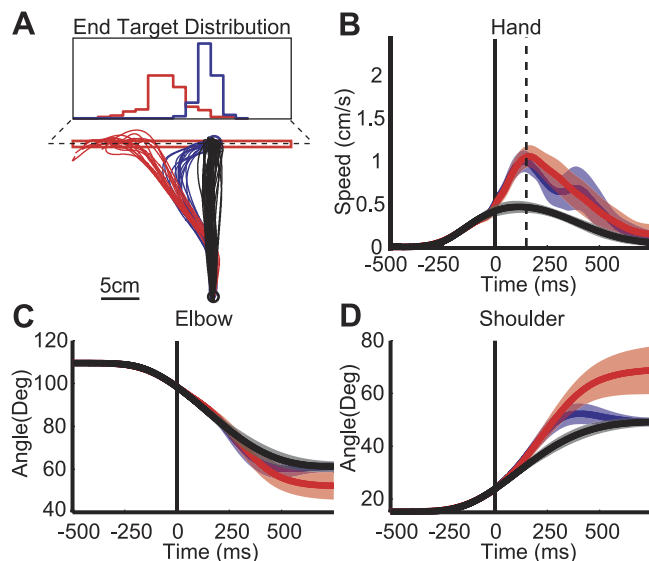 A
End Target Distribution
5cm
B
Hand
Speed (cm/s)
2
1.5
1
0.5
0
-500 -250 0 250 500
Time (ms)
C
Elbow
Angle(Deg)
120
100
80
60
40
-500 -250 0 250 500
Time (ms)
D
Shoulder
Angle(Deg)
80
60
40
20
-500 -250 0 250 500
Time (ms)